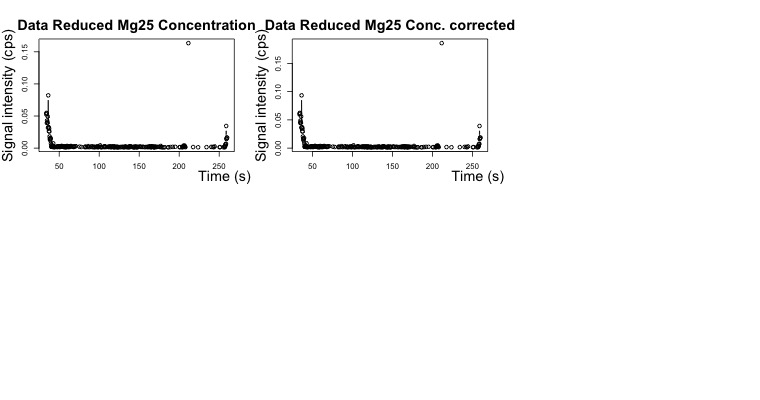 Data Reduced Mg25 Concentration
Signal intensity (cps)
0.15
0.10
0.05
0.00
50 100 150 200 250
Time (s)
Data Reduced Mg25 Conc. corrected
Signal intensity (cps)
0.15
0.10
0.05
0.00
50 100 150 200 250
Time (s)